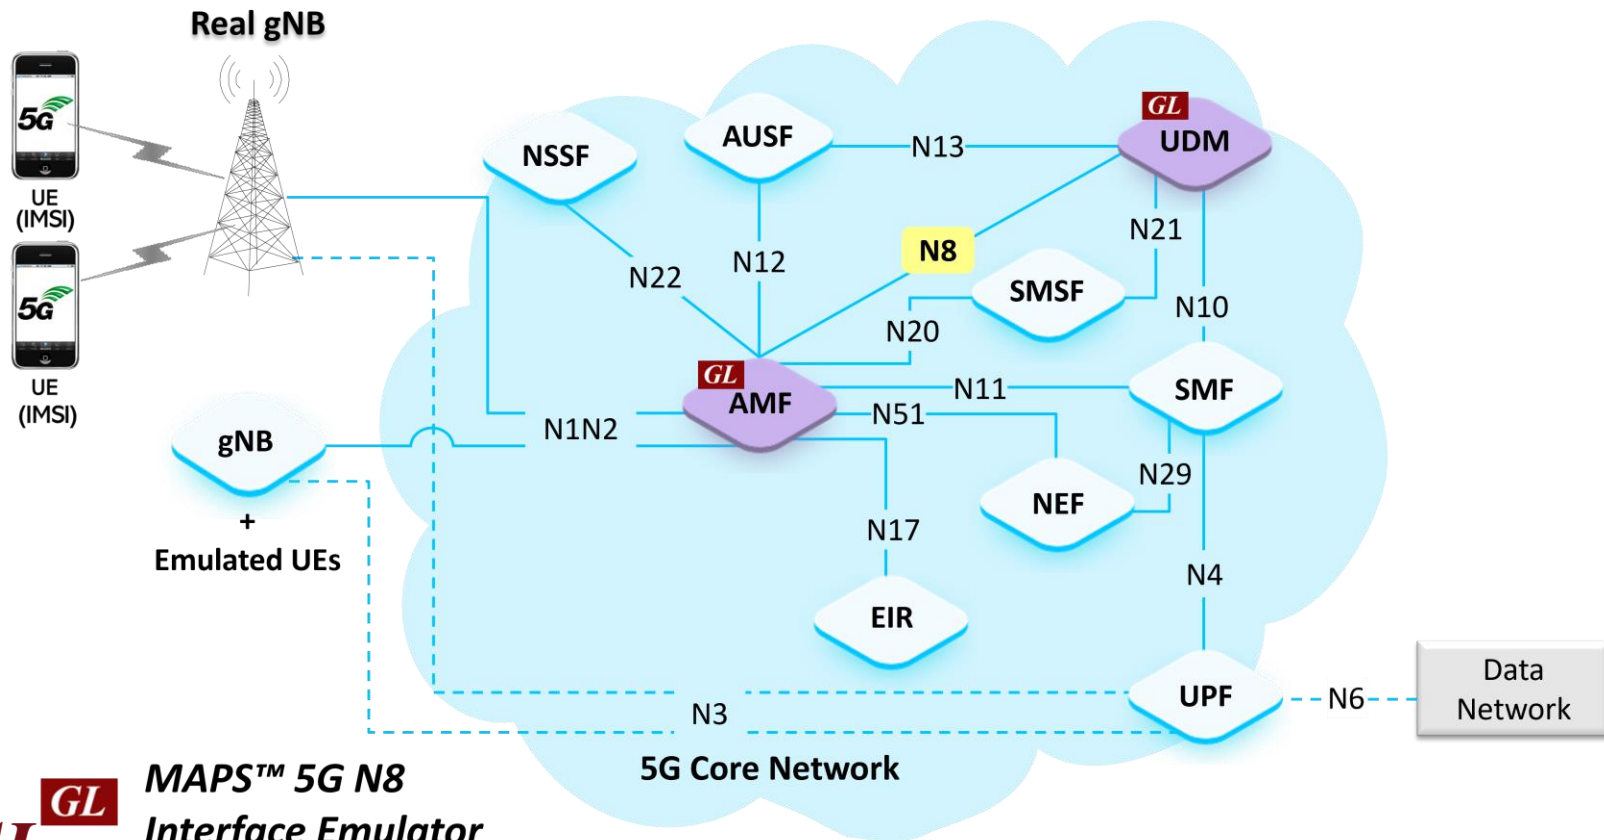 Real gNB
5G
UE
(IMSI)
5G
UE
(IMSI)
NSSF
AUSF
N13
GL
UDM
N22
N12
N8
N21
SMSF
N20
N10
GL
AMF
N11
SMF
N51
N1N2
gNB
+
Emulated UEs
N29
NEF
N17
N4
EIR
N3
UPF
N6
Data
Network
5G Core Network
GL
MAPS™ 5G N8
Interface Emulator